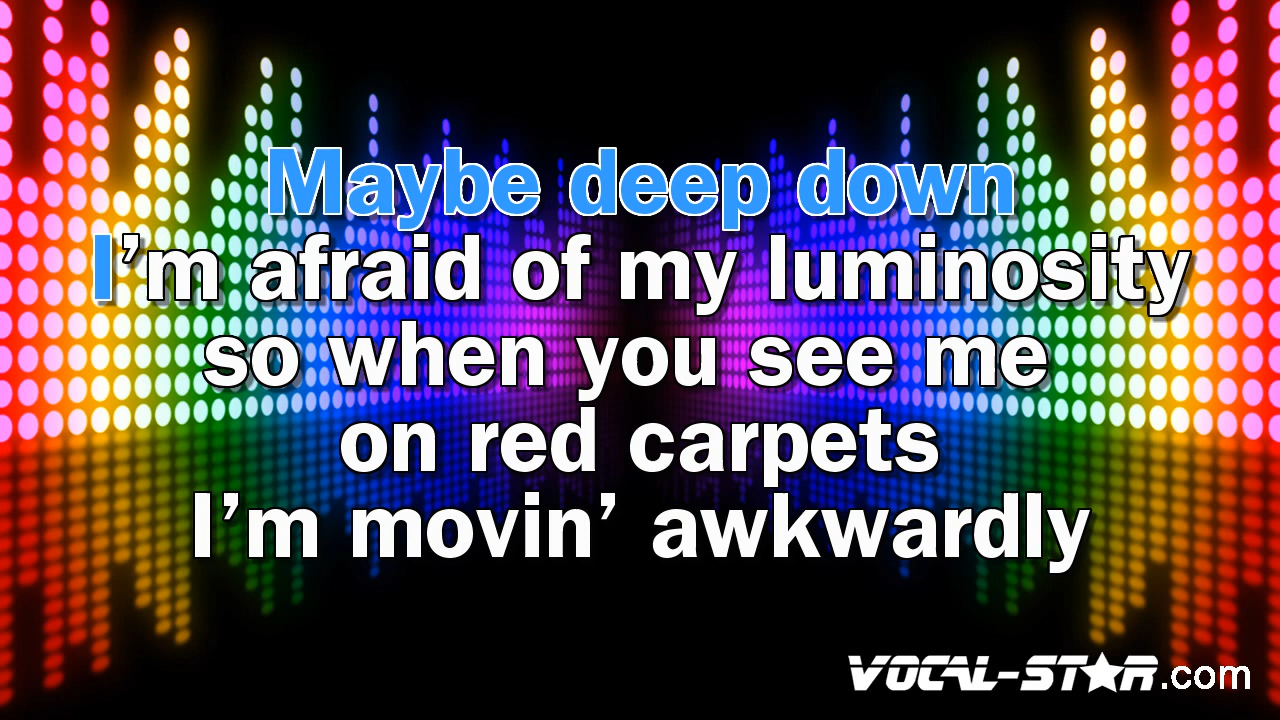 Maybe deep down
I’m afraid of my luminosity
so when you see me
on red carpets
I’m movin’ awkwardly
VOCAL-STAR.com